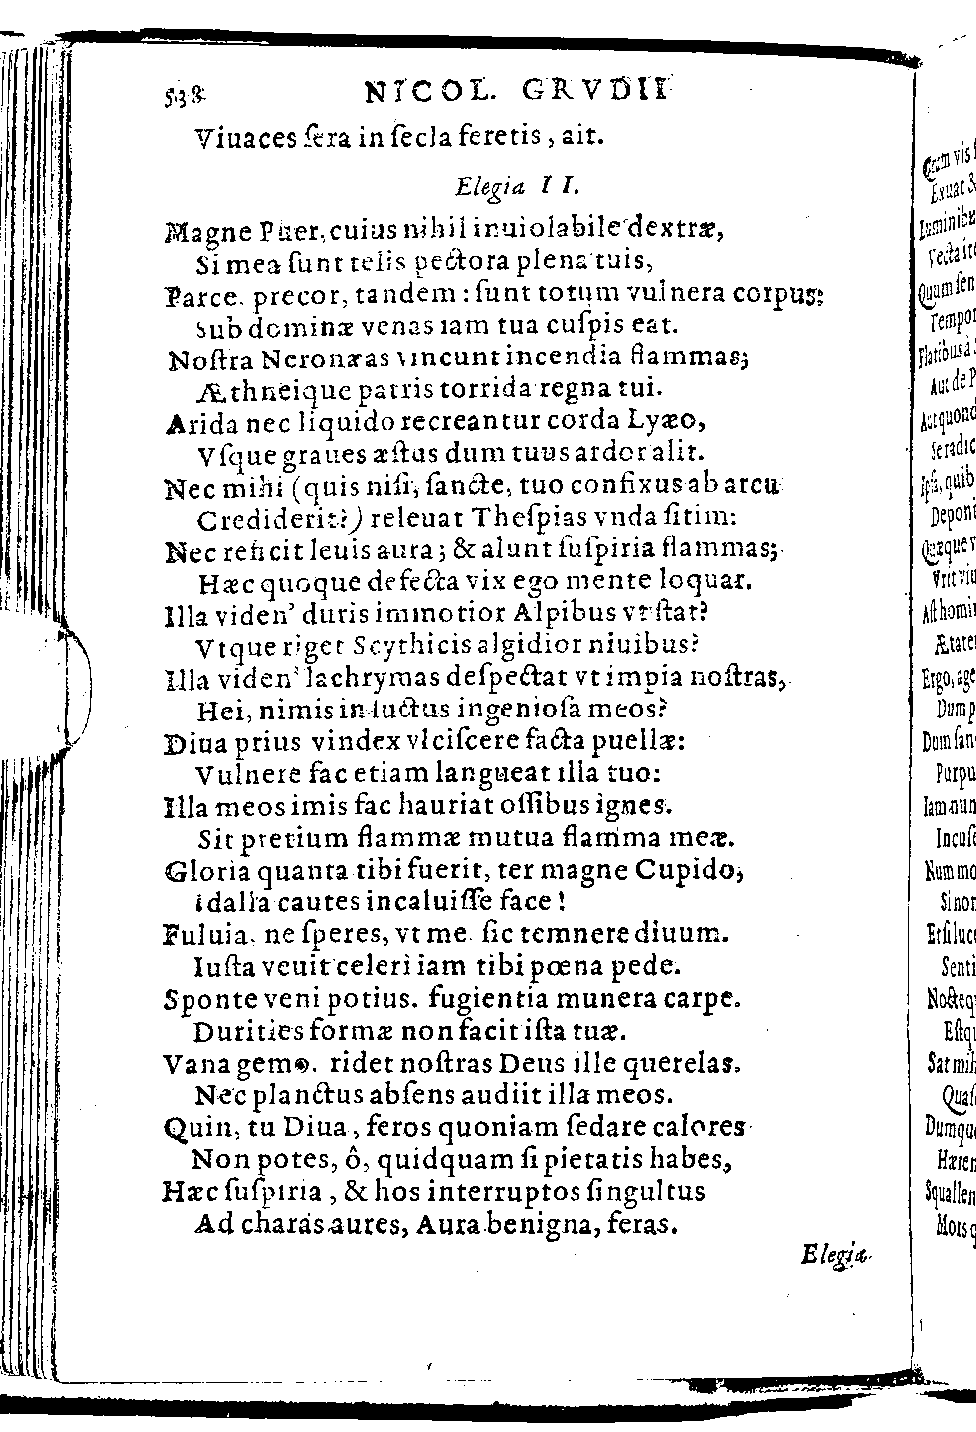 538 NICOL. GRVDII
Viuaces ſera in ſecla feretis, ait.
Elegia II.
Magne Puer, cuius nihil inuiolabile dextræ,
Si mea ſunt telis pectora plena tuis,
Parce, precor, tandem: ſunt totum vulnera corpus:
Sub dominæ venas iam tua cuſpis eat.
Noſtra Neronæas vincunt incendia flammas;
Æthneique patris torrida regna tui.
Arida nec liquido recreantur corda Lyæo,
Vſque graues æſtus dum tuus ardor alit.
Nec mihi (quis niſi, ſancte, tuo confixus ab arcu
Crediderit?) releuat Theſpias vnda ſitim:
Nec reficit leuis aura; & alunt ſuſpiria flammas;
Hæc quoque defecta vix ego mente loquar.
Illa viden' duris immotior Alpibus vt ſtat?
Vtque riget Scythicis algidior niuibus?
Illa viden' lachrymas deſpectat vt impia noſtras,
Hei, nimis in luctus ingenioſa meos?
Diua prius vindex vlciſcere facta puellæ:
Vulnere fac etiam langueat illa tuo:
Illa meos imis fac hauriat oſſibus ignes.
Sit pretium flammæ mutua flamma meæ.
Gloria quanta tibi fuerit, ter magne Cupido,
Idalia cautes incaluiſſe face!
Fuluia, ne ſperes, vt me ſic temnere diuum.
Iuſta venit celeri iam tibi pœna pede.
Sponte veni potius. fugientia munera carpe.
Durities formæ non facit iſta tuæ.
Vana gemo. ridet noſtras Deus ille querelas,
Nec planctus abſens audiit illa meos.
Quin, tu Diua, feros quoniam ſedare calores
Non potes, ô, quidquam ſi pietatis habes,
Hæc ſuſpiria, & hos interruptos ſingultus
Ad charas aures, Aura benigna, feras.
Elegia